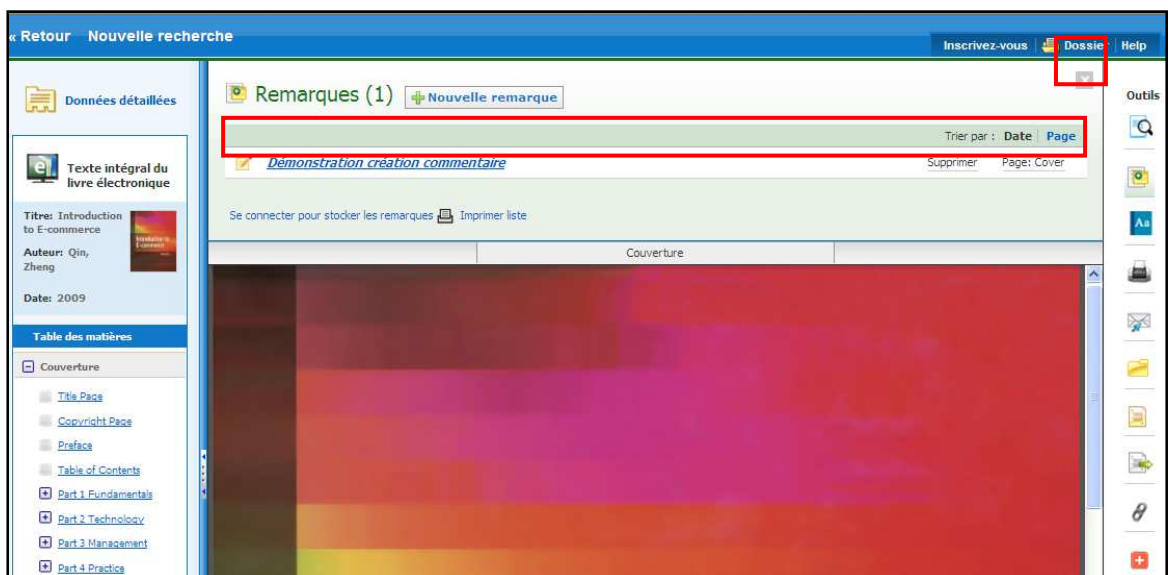 « Retour Nouvelle recherche
Inscrivez-vous Dossier Help
Données détaillées
Texte intégral du
livre électronique
Titre: Introduction
to E-commerce
Auteur: Qin,
Zheng
Date: 2009
Table des matières
Couverture
Title Page
Copyright Page
Preface
Table of Contents
Part 1 Fundamentals
Part 2 Technology
Part 3 Management
Part 4 Practice
Remarques (1) Nouvelle remarque
Trier par : Date Page
Démonstration création commentaire Supprimer Page: Cover
Se connecter pour stocker les remarques Imprimer liste
Couverture
Outils